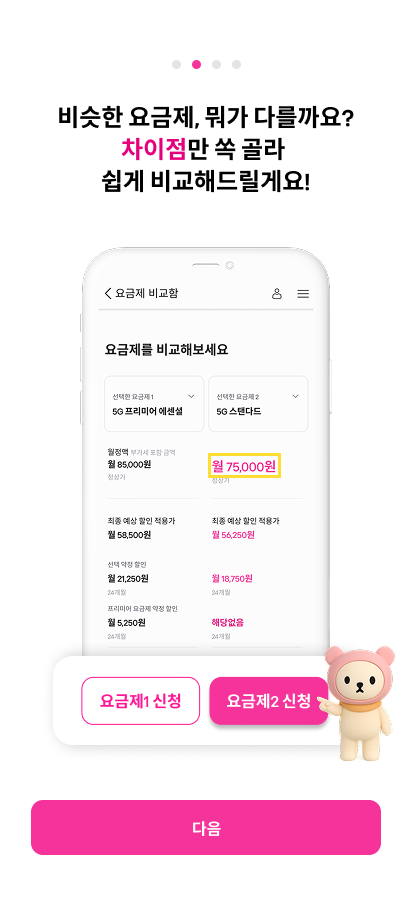 비슷한 요금제, 뭐가 다를까요?
차이점만 쏙 골라
쉽게 비교해드릴게요!
요금제 비교함
요금제를 비교해보세요
선택한 요금제 1
5G 프리미어 에센셜
선택한 요금제 2
5G 스탠다드
월정액 부가세 포함 금액
월 85,000원
정상가
월 75,000원
정상가
최종 예상 할인 적용가
월 58,500원
최종 예상 할인 적용가
월 56,250원
선택 약정 할인
월 21,250원
24개월
월 18,750원
24개월
프리미어 요금제 약정 할인
월 5,250원
24개월
해당없음
24개월
요금제1 신청
요금제2 신청
다음